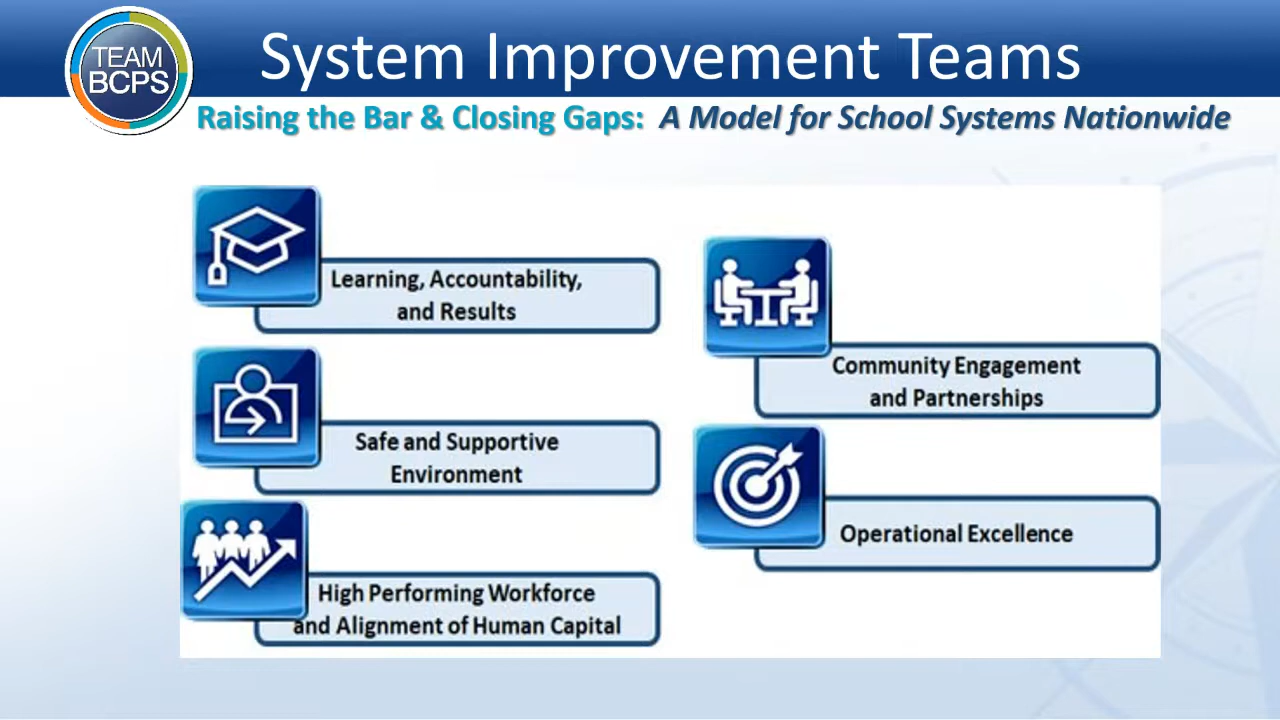 TEAM
BCPS
System Improvement Teams
Raising the Bar & Closing Gaps: A Model for School Systems Nationwide
Learning, Accountability,
and Results
Safe and Supportive
Environment
High Performing Workforce
and Alignment of Human Capital
Community Engagement
and Partnerships
Operational Excellence